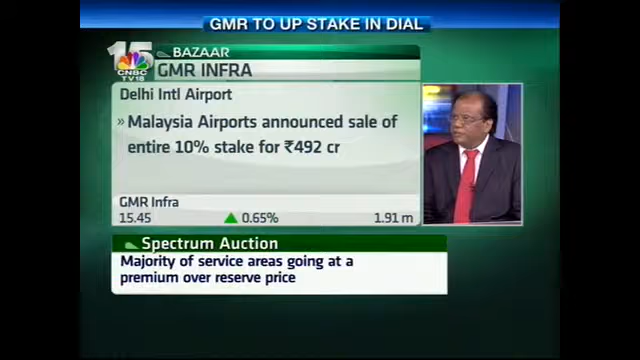 GMR TO UP STAKE IN DIAL
15
CNBC
TV18
BAZAAR
GMR INFRA
Delhi Intl Airport
» Malaysia Airports announced sale of
entire 10% stake for ₹492 cr
GMR Infra
15.45 ▲ 0.65% 1.91 m
Spectrum Auction
Majority of service areas going at a
premium over reserve price